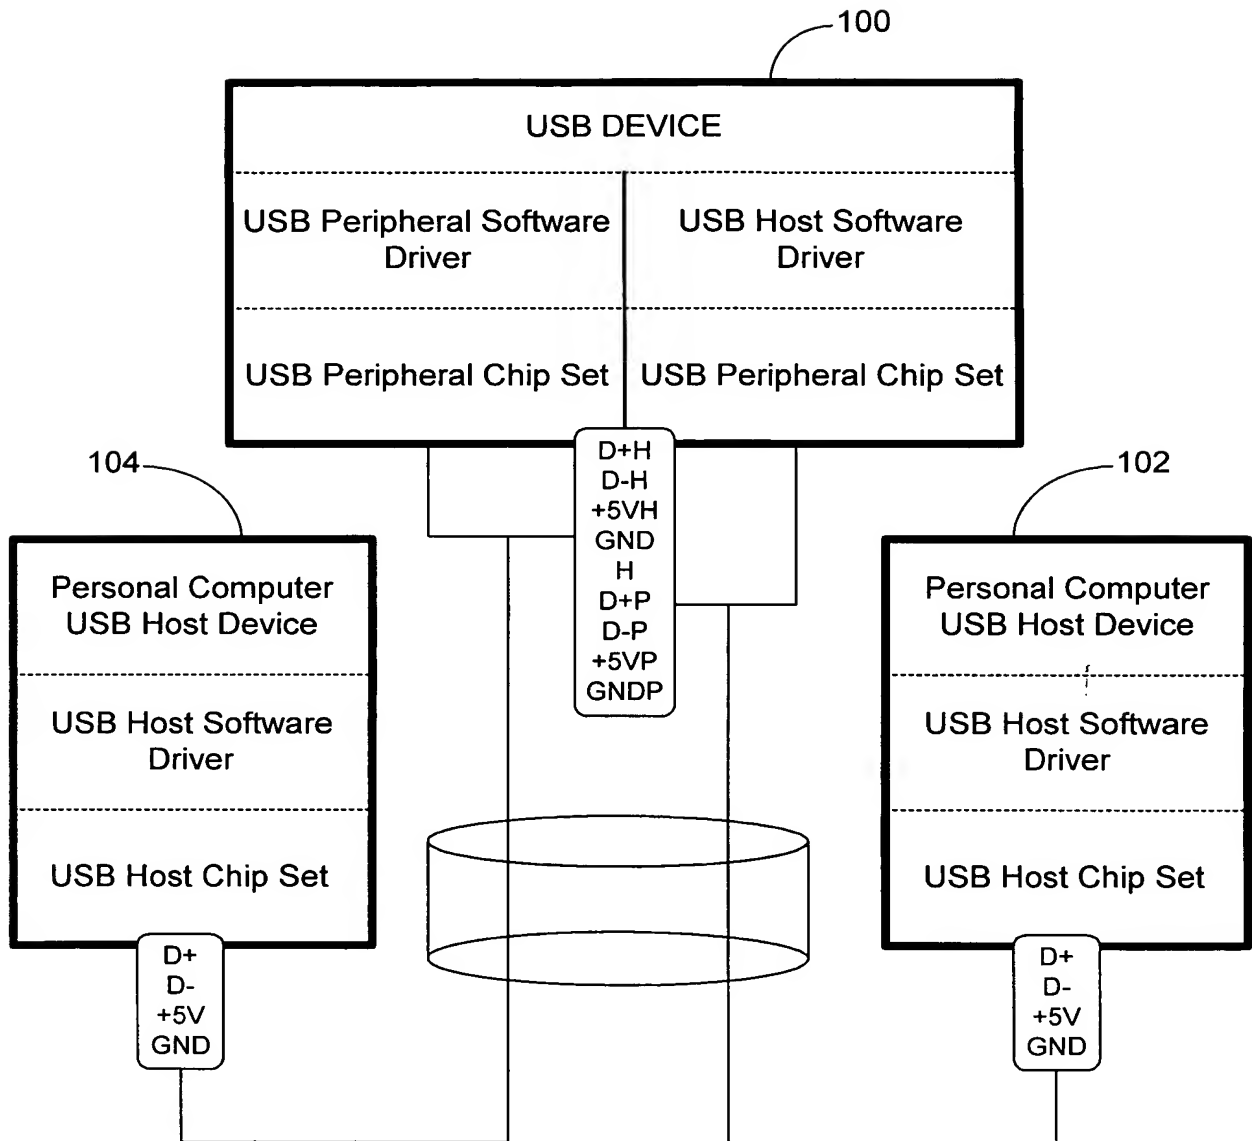 100
USB DEVICE
USB Peripheral Software
Driver
USB Host Software
Driver
USB Peripheral Chip Set
USB Peripheral Chip Set
D+H
D-H
+5VH
GND
H
D+P
D-P
+5VP
GNDP
104
Personal Computer
USB Host Device
USB Host Software
Driver
USB Host Chip Set
D+
D-
+5V
GND
102
Personal Computer
USB Host Device
USB Host Software
Driver
USB Host Chip Set
D+
D-
+5V
GND